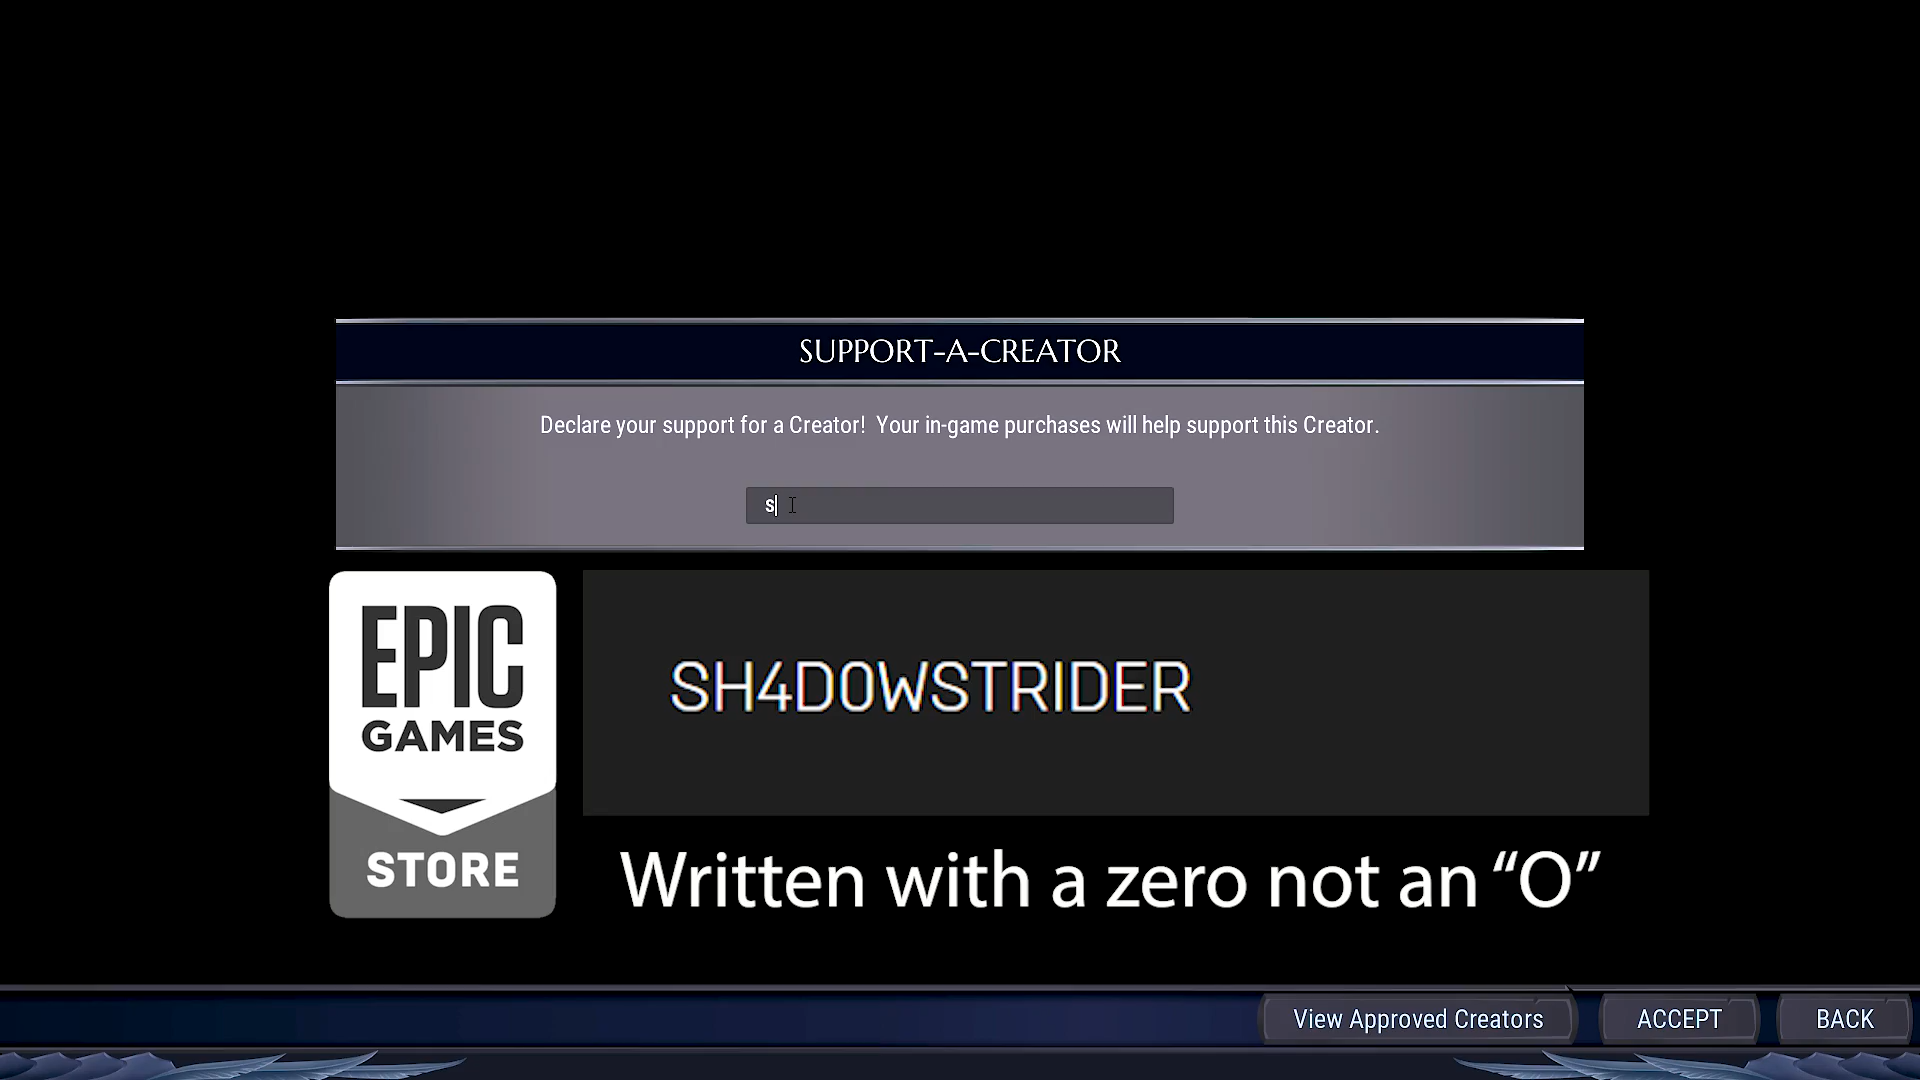 SUPPORT-A-CREATOR
Declare your support for a Creator! Your in-game purchases will help support this Creator.
s
EPIC
GAMES
STORE
SH4D0WSTRIDER
Written with a zero not an “O”
View Approved Creators
ACCEPT
BACK